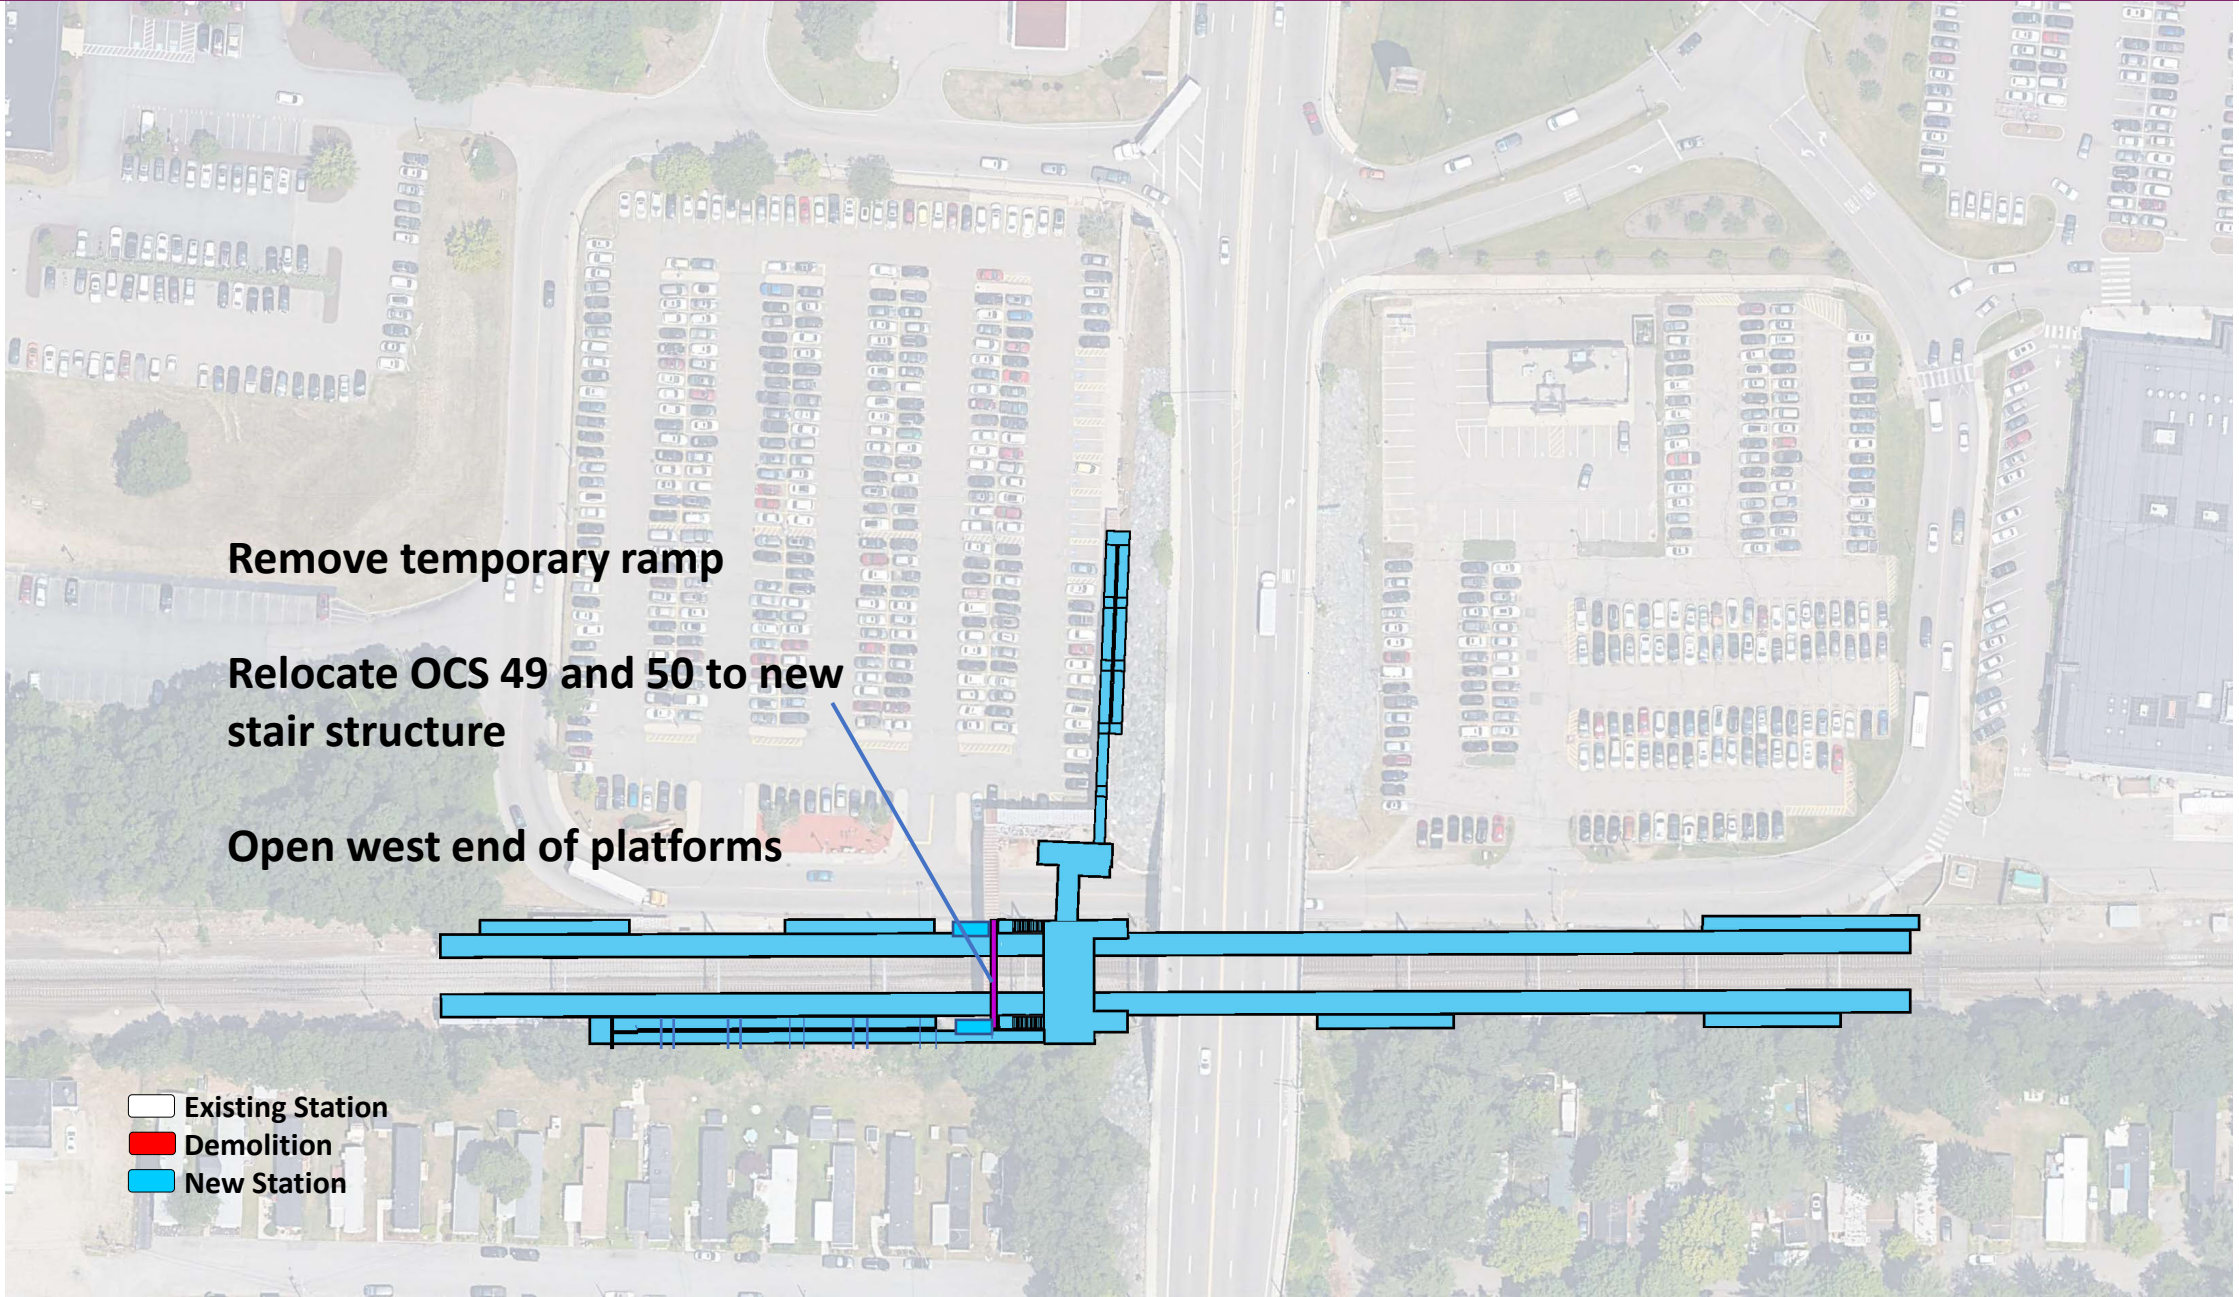 Remove temporary ramp
Relocate OCS 49 and 50 to new
stair structure
Open west end of platforms
Existing Station
Demolition
New Station